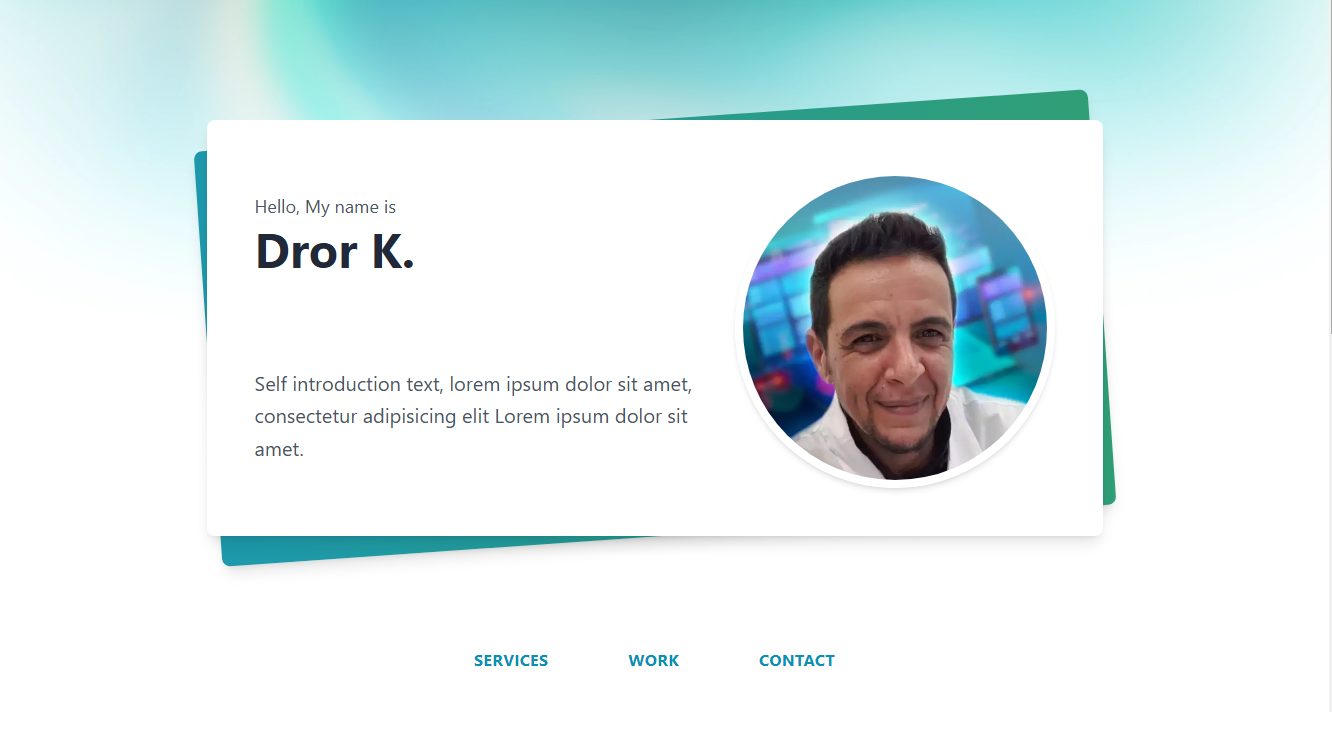 Hello, My name is
Dror K.
Self introduction text, lorem ipsum dolor sit amet,
consectetur adipisicing elit Lorem ipsum dolor sit
amet.
SERVICES WORK CONTACT